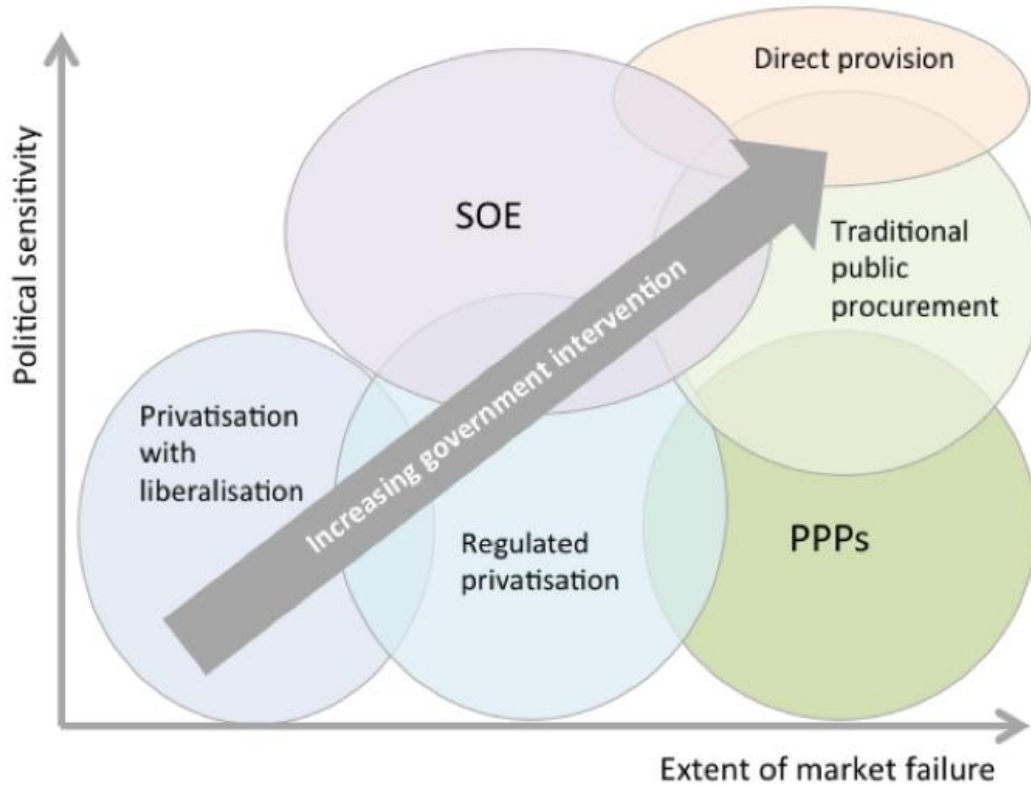 Political sensitivity
Direct provision
SOE
Traditional
public
procurement
Increasing government intervention
Privatisation
with
liberalisation
Regulated
privatisation
PPPs
Extent of market failure